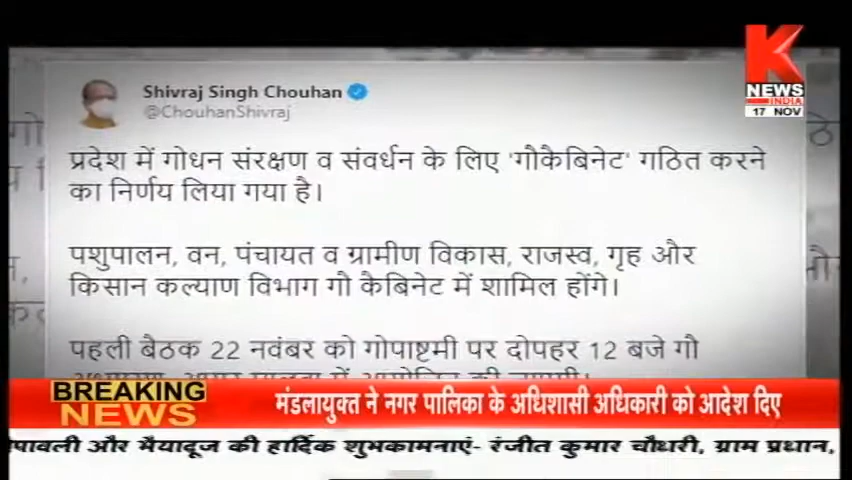 Shivraj Singh Chouhan
@ChouhanShivraj
K
NEWS
INDIA
17 NOV
प्रदेश में गोधन संरक्षण व संवर्धन के लिए 'गौकैबिनेट' गठित करने
का निर्णय लिया गया है।
पशुपालन, वन, पंचायत व ग्रामीण विकास, राजस्व, गृह और
किसान कल्याण विभाग गौ कैबिनेट में शामिल होंगे।
पहली बैठक 22 नवंबर को गोपाष्टमी पर दोपहर 12 बजे गौ
BREAKING
NEWS
मंडलायुक्त ने नगर पालिका के अधिशासी अधिकारी को आदेश दिए
और भैयादूज की हार्दिक शुभकामनाएं- रंजीत कुमार चौधरी, ग्राम प्रधान,